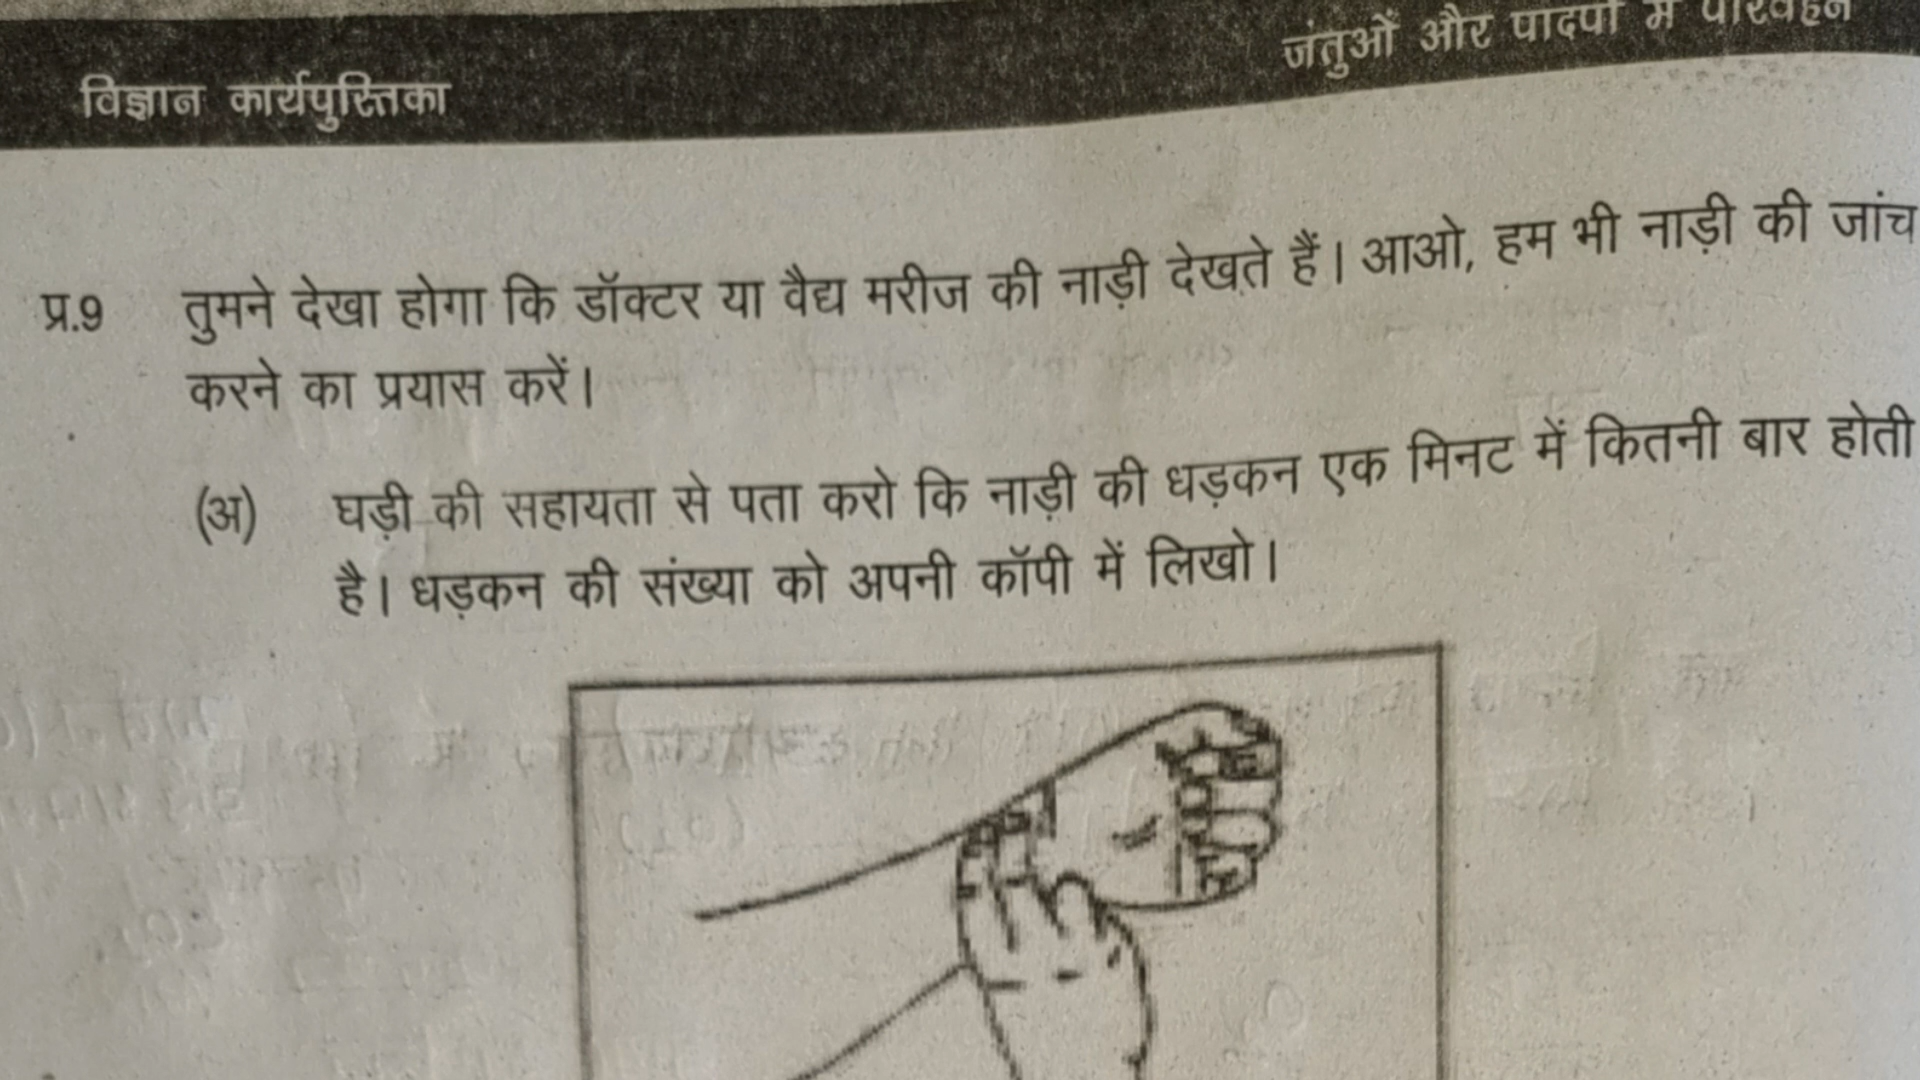 विज्ञान कार्यपुस्तिका
जंतुओं और पादपों में परिवहन
प्र.9 तुमने देखा होगा कि डॉक्टर या वैद्य मरीज की नाड़ी देखते हैं। आओ, हम भी नाड़ी की जांच
करने का प्रयास करें।
(अ) घड़ी की सहायता से पता करो कि नाड़ी की धड़कन एक मिनट में कितनी बार होती
है। धड़कन की संख्या को अपनी कॉपी में लिखो।